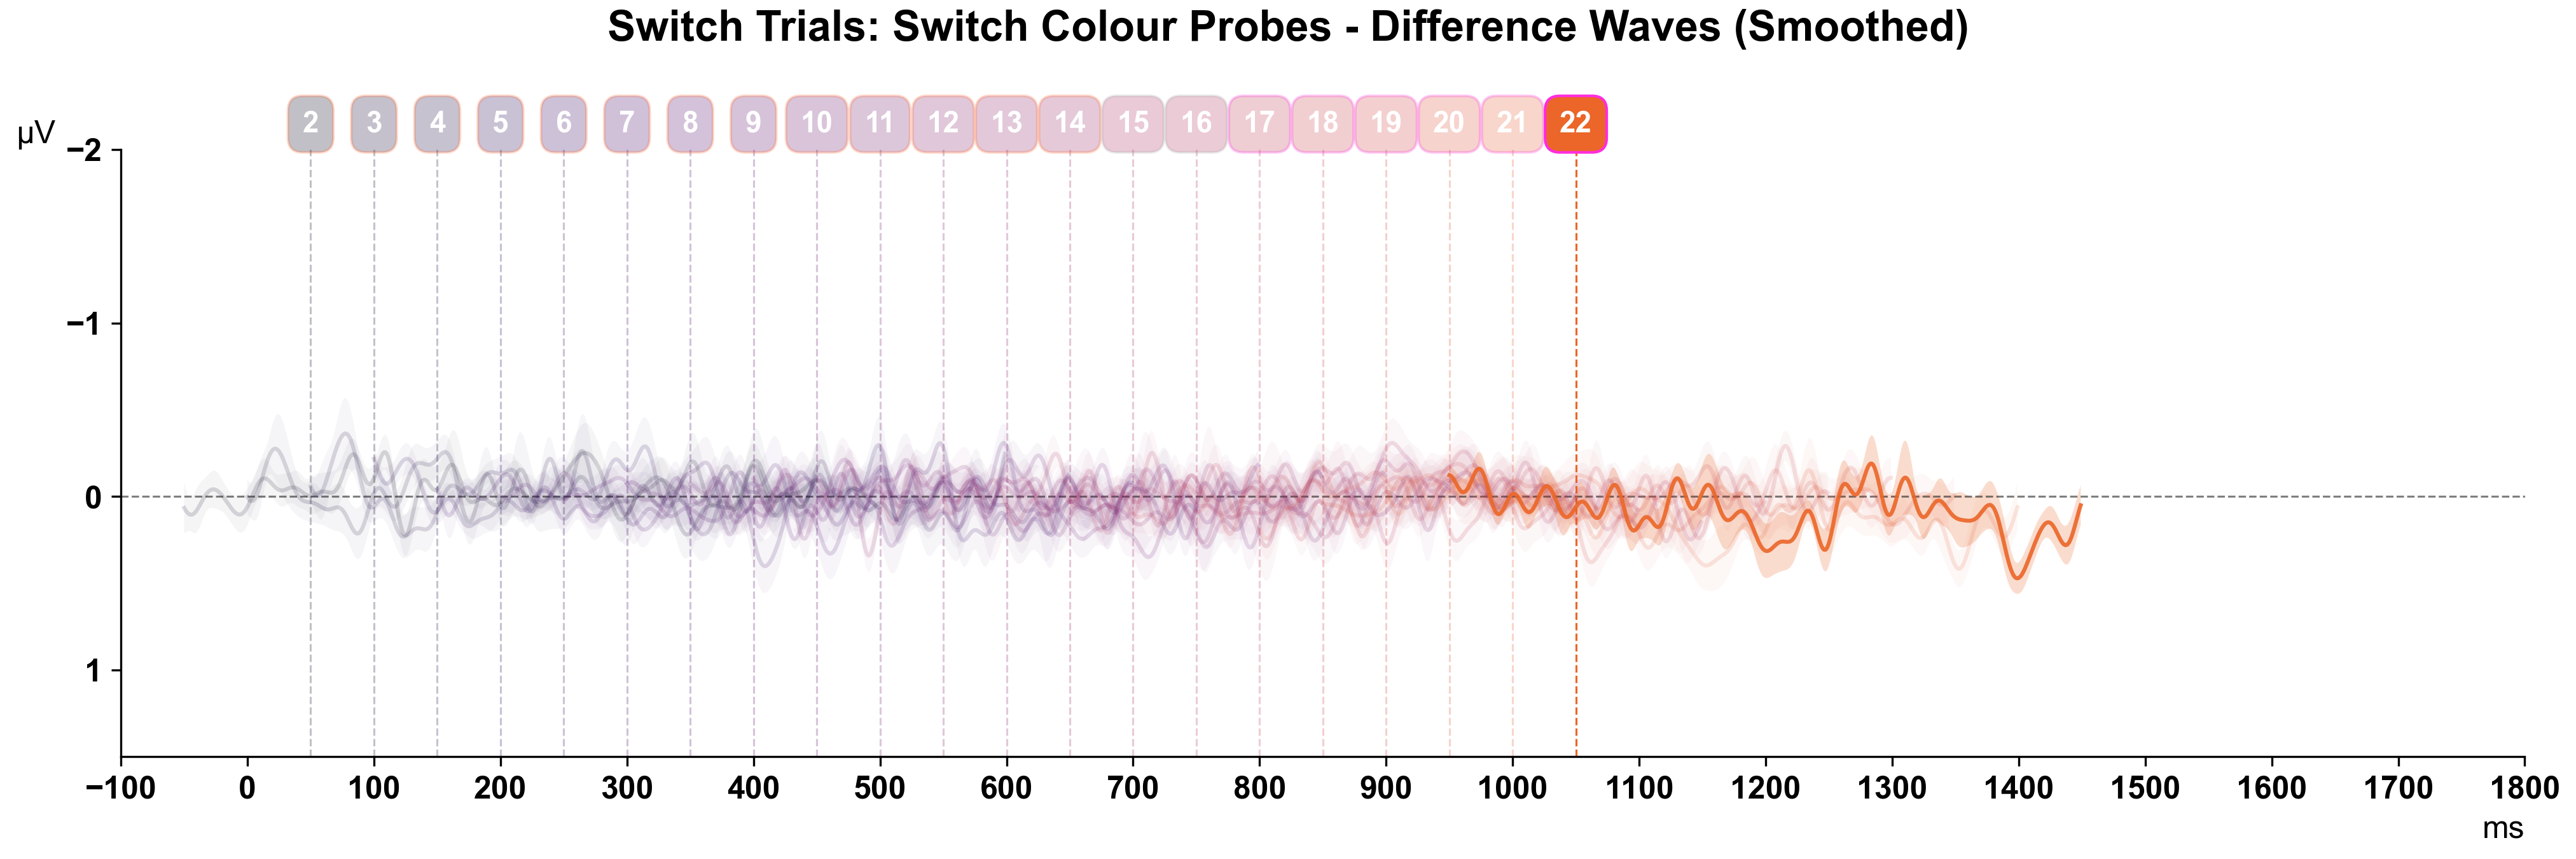 Switch Trials: Switch Colour Probes - Difference Waves (Smoothed)
2 3 4 5 6 7 8 9 10 11 12 13 14 15 16 17 18 19 20 21 22
µV
−2
−1
0
1
−100 0 100 200 300 400 500 600 700 800 900 1000 1100 1200 1300 1400 1500 1600 1700 1800
ms